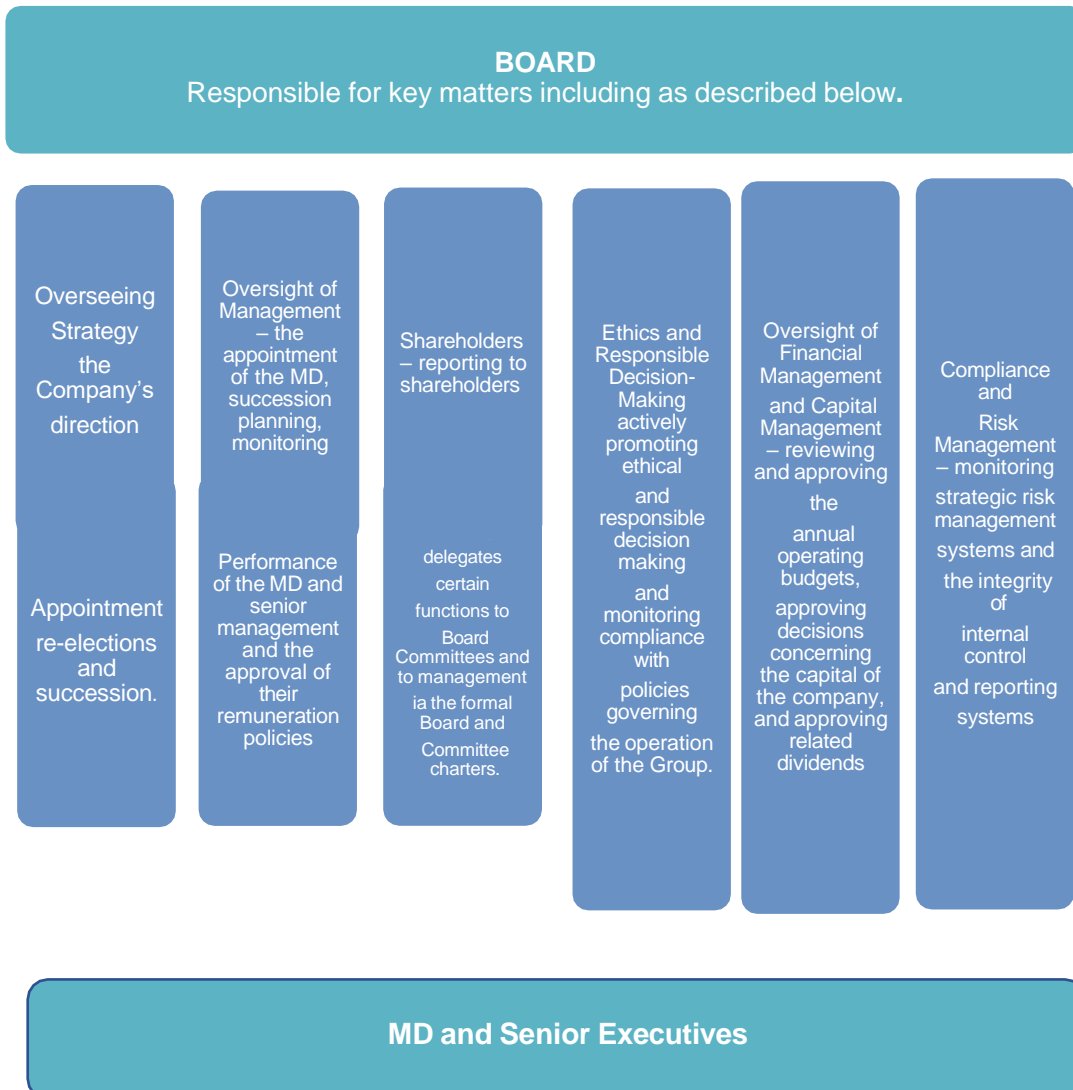 BOARD
Responsible for key matters including as described below.
Overseeing
Strategy
the
Company's
direction
Appointment
re-elections
and
succession.
Oversight of
Management
– the
appointment
of the MD,
succession
planning,
monitoring
Performance
of the MD and
senior
management
and the
approval of
their
remuneration
policies
Shareholders
– reporting to
shareholders
delegates
certain
functions to
Board
Committees and
to management
ia the formal
Board and
Committee
charters.
Ethics and
Responsible
Decision-
Making
actively
promoting
ethical
and
responsible
decision
making
and
monitoring
compliance
with
policies
governing
the operation
of the Group.
Oversight of
Financial
Management
and Capital
Management
– reviewing
and approving
the
annual
operating
budgets,
approving
decisions
concerning
the capital of
the company,
and approving
related
dividends
Compliance
and
Risk
Management
– monitoring
strategic risk
management
systems and
the integrity
of
internal
control
and reporting
systems
MD and Senior Executives